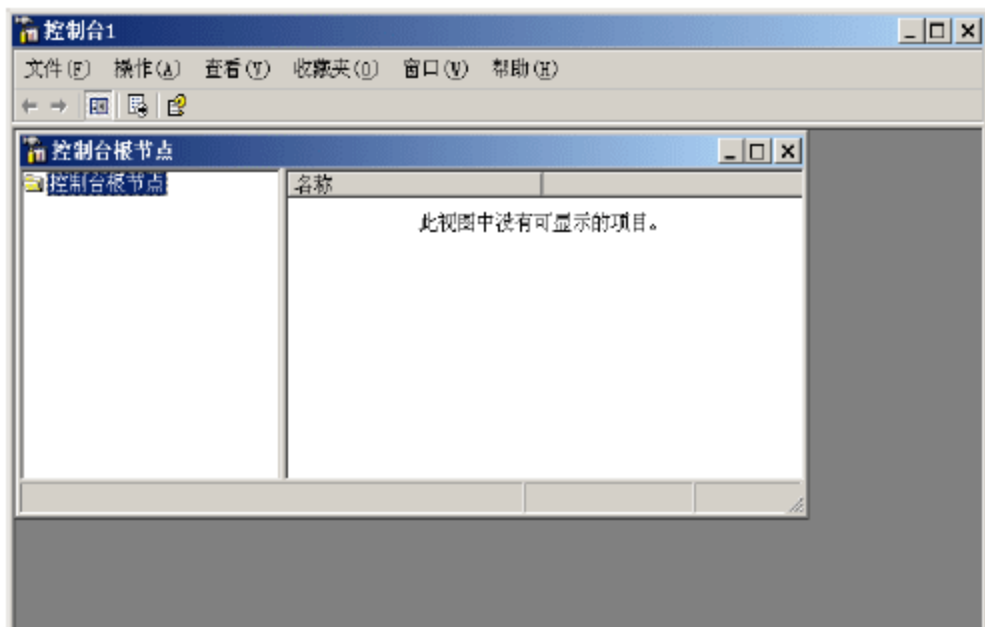 控制台1
文件(F) 操作(A) 查看(V) 收藏夹(O) 窗口(W) 帮助(H)
控制台根节点
控制台根节点 名称
此视图中没有可显示的项目。